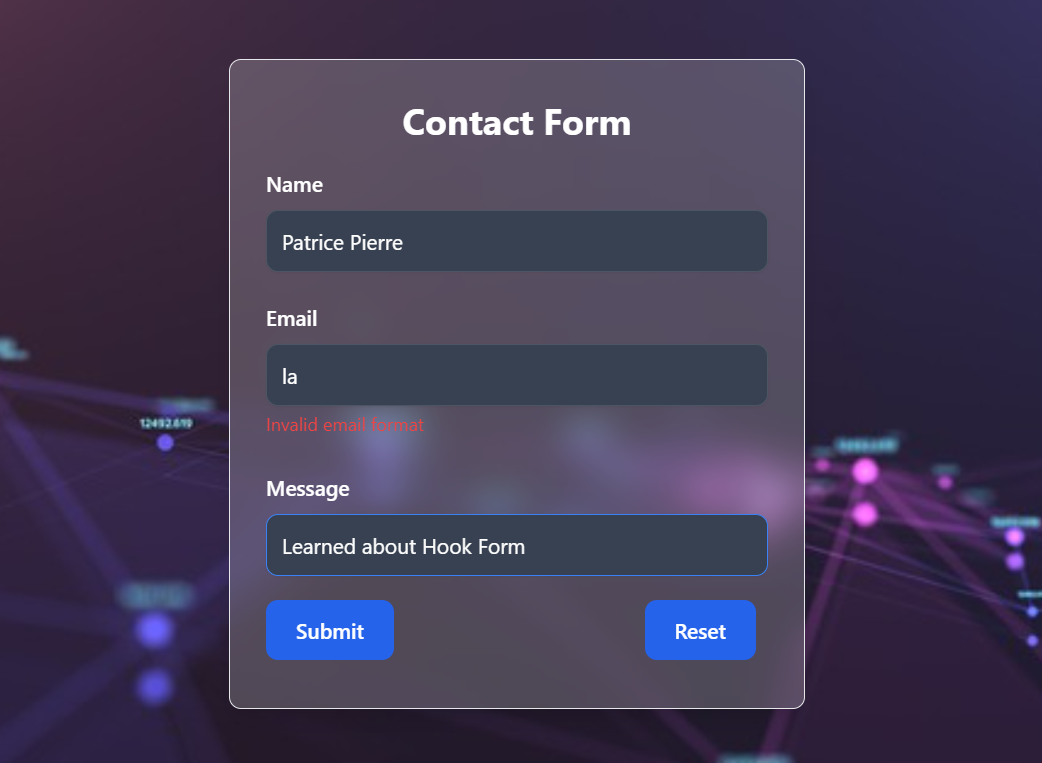 Contact Form
Name
Patrice Pierre
Email
la
Invalid email format
12492.619
Message
Learned about Hook Form
Submit
Reset